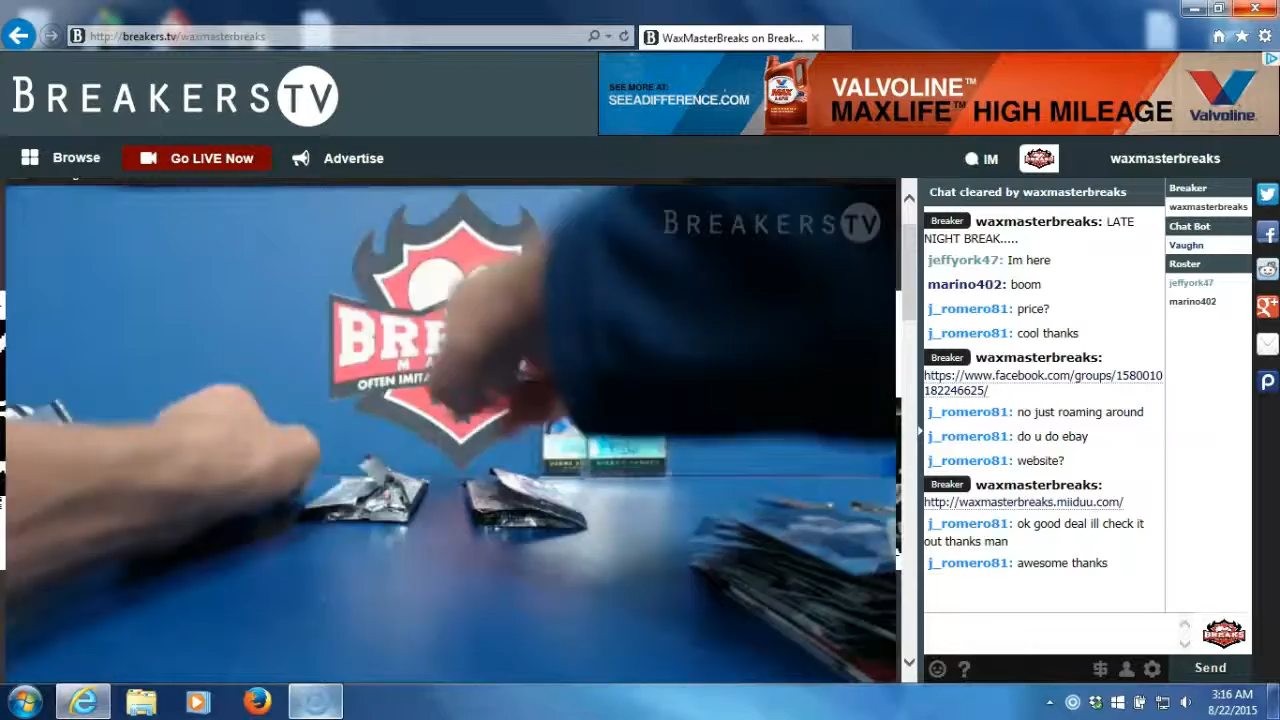 http://breakers.tv/waxmasterbreaks
B WaxMasterBreaks on Break...
BREAKERSTV
SEE MORE AT:
SEEADIFFERENCE.COM
VALVOLINE™
MAXLIFE™ HIGH MILEAGE
Valvoline
Browse
Go LIVE Now
Advertise
IM
waxmasterbreaks
BREAKERSTV
OFTEN IMIT
Chat cleared by waxmasterbreaks
Breaker waxmasterbreaks: LATE
NIGHT BREAK.....
jeffyork47: Im here
marino402: boom
j_romero81: price?
j_romero81: cool thanks
Breaker waxmasterbreaks:
https://www.facebook.com/groups/1580010
182246625/
j_romero81: no just roaming around
j_romero81: do u do ebay
j_romero81: website?
Breaker waxmasterbreaks:
http://waxmasterbreaks.miiduu.com/
j_romero81: ok good deal ill check it
out thanks man
j_romero81: awesome thanks
Breaker
waxmasterbreaks
Chat Bot
Vaughn
Roster
jeffyork47
marino402
BREAKS
Send
3:16 AM
8/22/2015